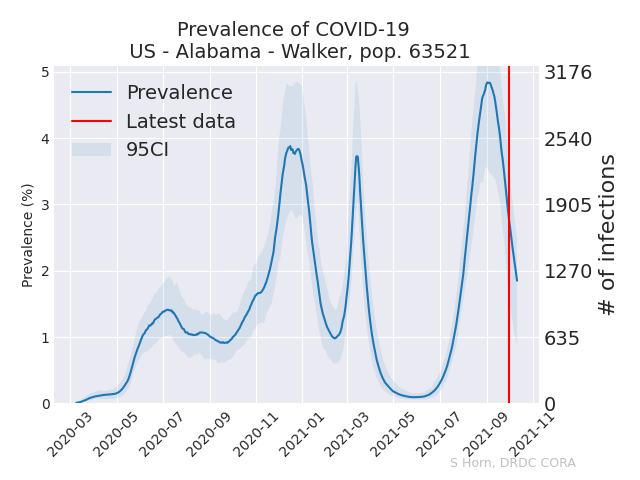 Prevalence of COVID-19
US - Alabama - Walker, pop. 63521
Prevalence
Latest data
95CI
Prevalence (%)
5
4
3
2
1
0
3176
2540
1905
1270
635
0
# of infections
2020-03
2020-05
2020-07
2020-09
2020-11
2021-01
2021-03
2021-05
2021-07
2021-09
2021-11
S Horn, DRDC CORA